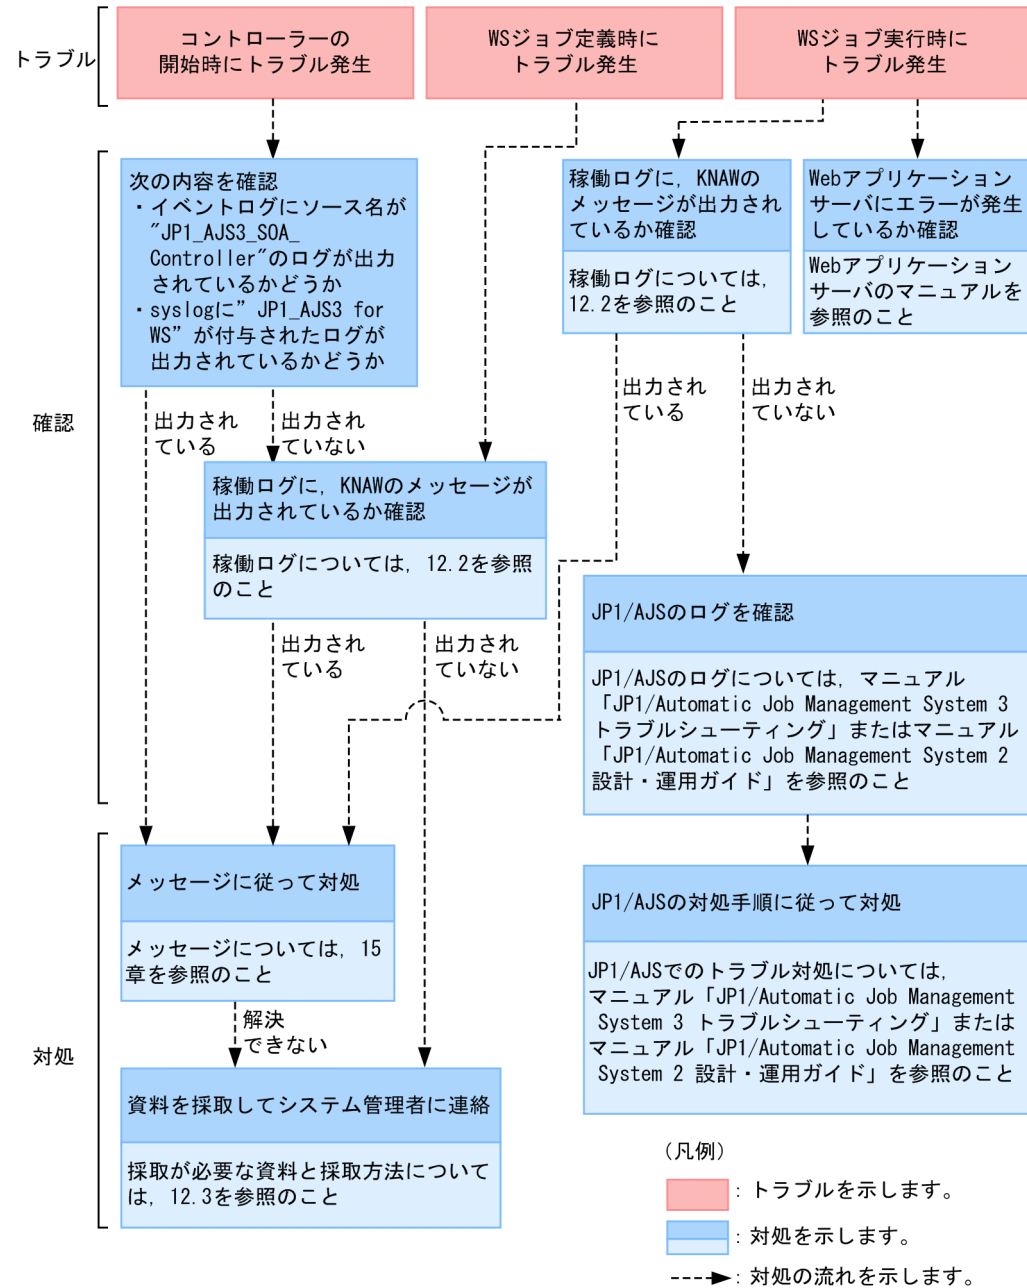 トラブル
コントローラーの
開始時にトラブル発生
WSジョブ定義時に
トラブル発生
WSジョブ実行時に
トラブル発生
確認
次の内容を確認
・イベントログにソース名が
"JP1_AJS3_SOA_
Controller"のログが出力
されているかどうか
・syslogに” JP1_AJS3 for
WS”が付与されたログが
出力されているかどうか
稼働ログに, KNAWの
メッセージが出力され
ているか確認
稼働ログについては,
12.2を参照のこと
Webアプリケーション
サーバにエラーが発生
しているか確認
Webアプリケーション
サーバのマニュアルを
参照のこと
出力され
ている
出力され
ていない
出力され
ている
出力され
ていない
稼働ログに, KNAWのメッセージが
出力されているか確認
稼働ログについては, 12.2を参照
のこと
出力され
ている
出力され
ていない
JP1/AJSのログを確認
JP1/AJSのログについては, マニュアル
「JP1/Automatic Job Management System 3
トラブルシューティング」またはマニュアル
「JP1/Automatic Job Management System 2
設計・運用ガイド」を参照のこと
対処
メッセージに従って対処
メッセージについては, 15
章を参照のこと
解決
できない
資料を採取してシステム管理者に連絡
採取が必要な資料と採取方法について
は, 12.3を参照のこと
JP1/AJSの対処手順に従って対処
JP1/AJSでのトラブル対処については,
マニュアル「JP1/Automatic Job Management
System 3 トラブルシューティング」または
マニュアル「JP1/Automatic Job Management
System 2 設計・運用ガイド」を参照のこと
（凡例）
：トラブルを示します。
：対処を示します。
：対処の流れを示します。